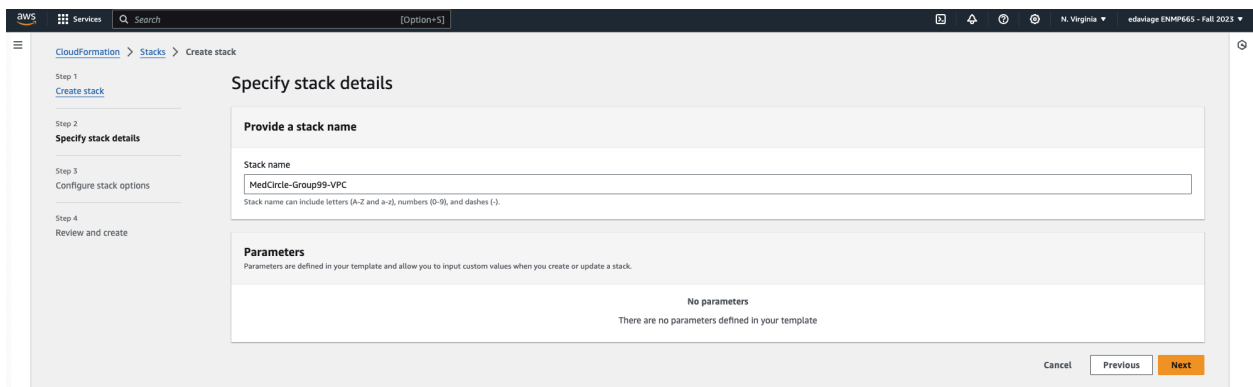 aws
Services
Search
[Option+S]
N. Virginia
edaviage ENMP665 - Fall 2023
CloudFormation > Stacks > Create stack
Step 1
Create stack
Step 2
Specify stack details
Step 3
Configure stack options
Step 4
Review and create
Specify stack details
Provide a stack name
Stack name
MedCircle-Group99-VPC
Stack name can include letters (A-Z and a-z), numbers (0-9), and dashes (-).
Parameters
Parameters are defined in your template and allow you to input custom values when you create or update a stack.
No parameters
There are no parameters defined in your template
Cancel
Previous
Next